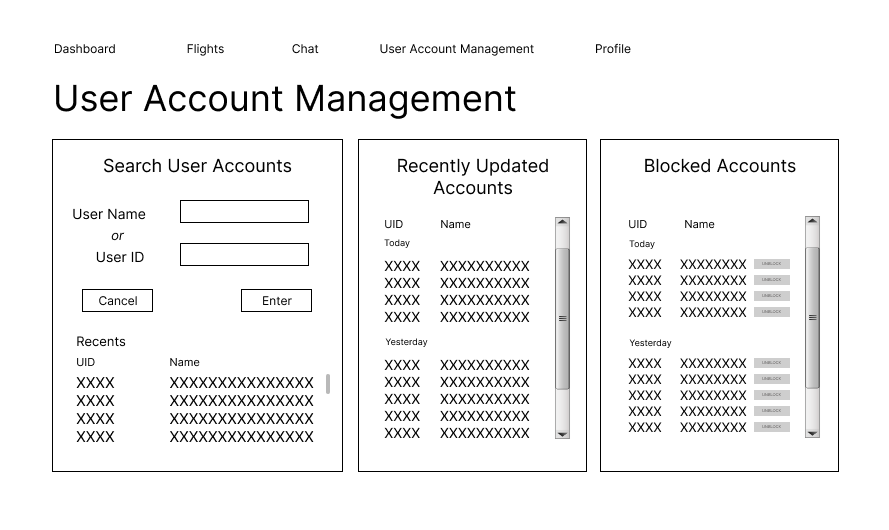 Dashboard Flights Chat User Account Management Profile
User Account Management
Search User Accounts
User Name
or
User ID
Cancel Enter
Recents
UID Name
XXXX XXXXXXXXXXXXXXX
XXXX XXXXXXXXXXXXXXX
XXXX XXXXXXXXXXXXXXX
XXXX XXXXXXXXXXXXXXX
Recently Updated
Accounts
UID Name
Today
XXXX XXXXXXXXXX
XXXX XXXXXXXXXX
XXXX XXXXXXXXXX
XXXX XXXXXXXXXX
Yesterday
XXXX XXXXXXXXXX
XXXX XXXXXXXXXX
XXXX XXXXXXXXXX
XXXX XXXXXXXXXX
XXXX XXXXXXXXXX
Blocked Accounts
UID Name
Today
XXXX XXXXXXXX UNBLOCK
XXXX XXXXXXXX UNBLOCK
XXXX XXXXXXXX UNBLOCK
XXXX XXXXXXXX UNBLOCK
Yesterday
XXXX XXXXXXXX UNBLOCK
XXXX XXXXXXXX UNBLOCK
XXXX XXXXXXXX UNBLOCK
XXXX XXXXXXXX UNBLOCK
XXXX XXXXXXXX UNBLOCK